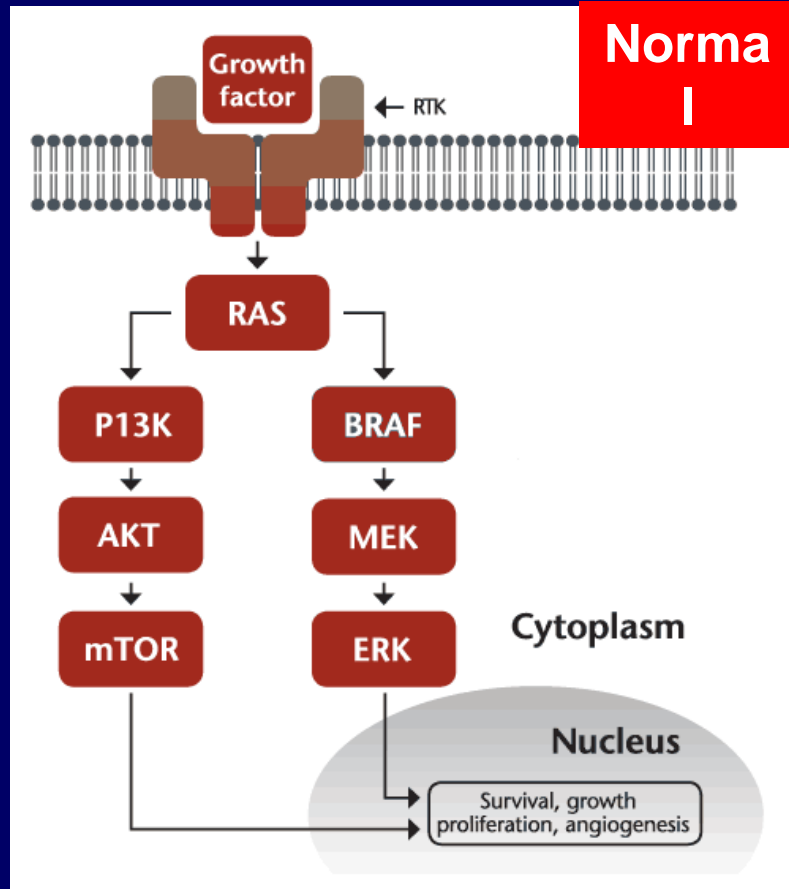 Norma
l
Growth
factor
RTK
RAS
P13K
BRAF
AKT
MEK
mTOR
ERK
Cytoplasm
Nucleus
Survival, growth
proliferation, angiogenesis